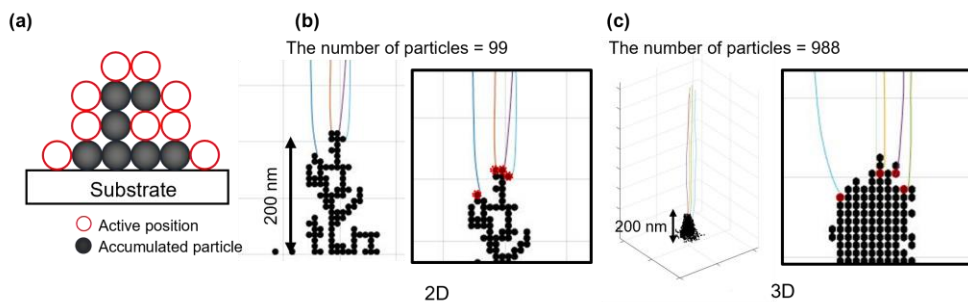 (a)
(b)
(c)
The number of particles = 99
The number of particles = 988
200 nm
200 nm
Substrate
Active position
Accumulated particle
2D
3D